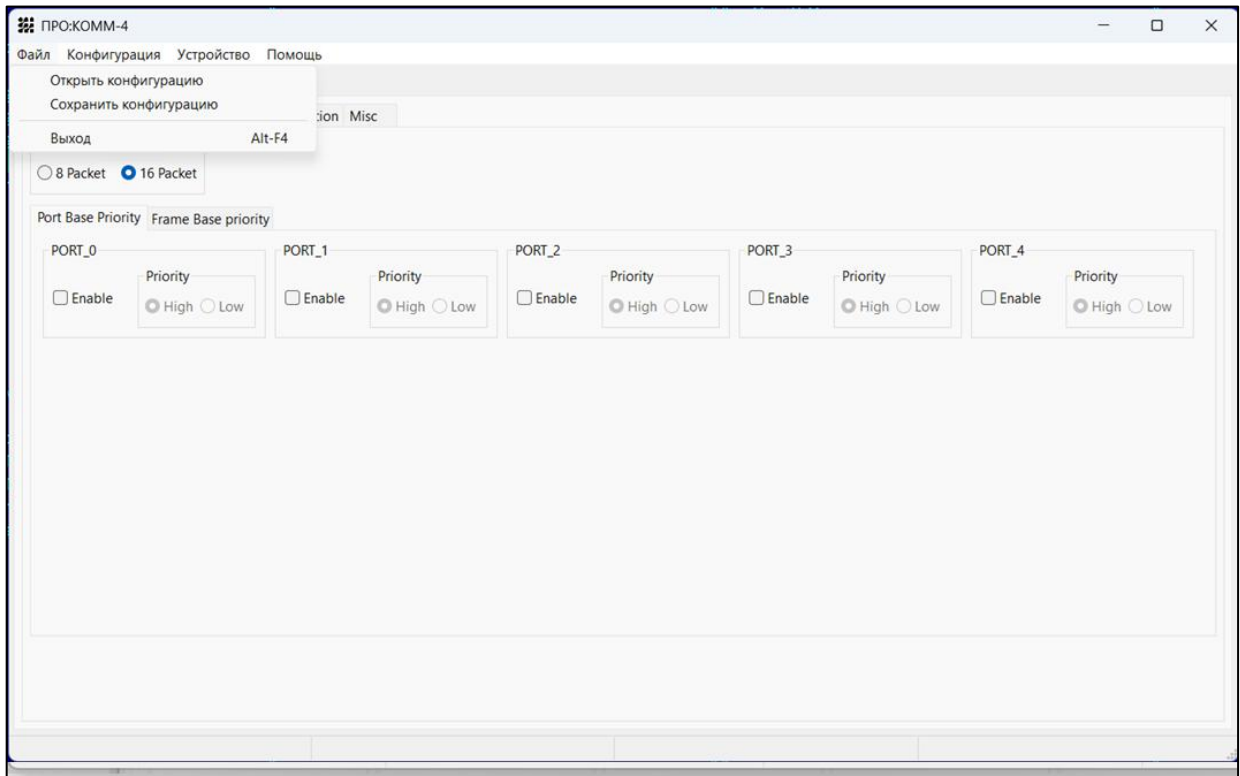 ПРО:КОММ-4
Файл Конфигурация Устройство Помощь
Открыть конфигурацию
Сохранить конфигурацию
Выход Alt-F4
Misc
8 Packet 16 Packet
Port Base Priority Frame Base priority
PORT_0 PORT_1 PORT_2 PORT_3 PORT_4
Priority Priority Priority Priority Priority
Enable High Low Enable High Low Enable High Low Enable High Low Enable High Low